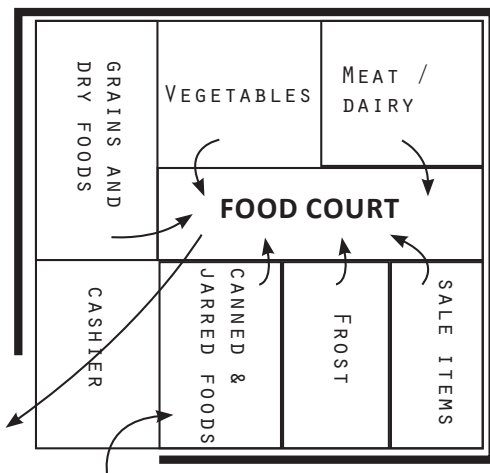 GRAINS AND
DRY FOODS
VEGETABLES
MEAT /
DAIRY
FOOD COURT
CASHIER
CANNED &
JARRED FOODS
FROST
SALE ITEMS